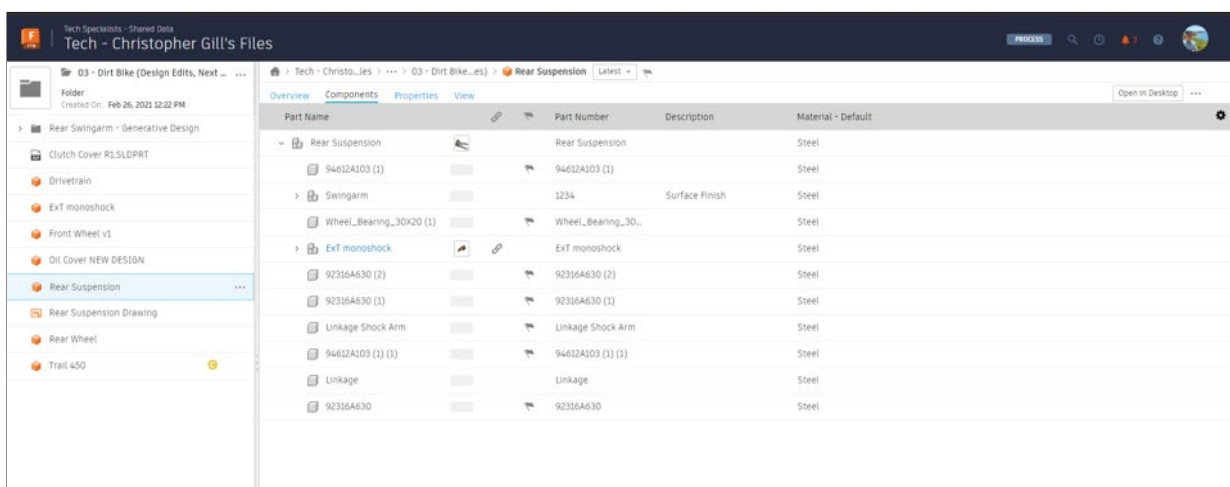 Tech Specialists - Shared Data
Tech - Christopher Gill's Files
PROCESS
7
03 - Dirt Bike (Design Edits, Next ... ...
Folder
Created On: Feb 26, 2021 12:22 PM
Rear Swingarm - Generative Design
Clutch Cover R1.SLDPRT
Drivetrain
ExT monoshock
Front Wheel v1
Oil Cover NEW DESIGN
Rear Suspension ...
Rear Suspension Drawing
Rear Wheel
Trail 450
> Tech - Christo...les > ... > 03 - Dirt Bike...es) > Rear Suspension Latest
Overview Components Properties View Open in Desktop ...
Part Name Part Number Description Material - Default
Rear Suspension Rear Suspension Steel
94612A103 (1) 94612A103 (1) Steel
Swingarm 1234 Surface Finish Steel
Wheel_Bearing_30X20 (1) Wheel_Bearing_30... Steel
ExT monoshock ExT monoshock Steel
92316A630 (2) 92316A630 (2) Steel
92316A630 (1) 92316A630 (1) Steel
Linkage Shock Arm Linkage Shock Arm Steel
94612A103 (1) (1) 94612A103 (1) (1) Steel
Linkage Linkage Steel
92316A630 92316A630 Steel